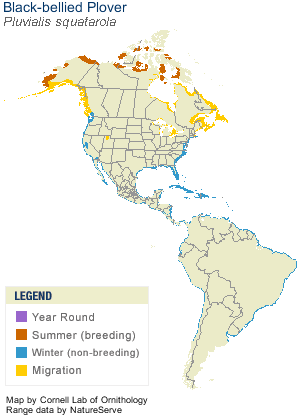 Black-bellied Plover
Pluvialis squatarola
LEGEND
Year Round
Summer (breeding)
Winter (non-breeding)
Migration
Map by Cornell Lab of Ornithology
Range data by NatureServe